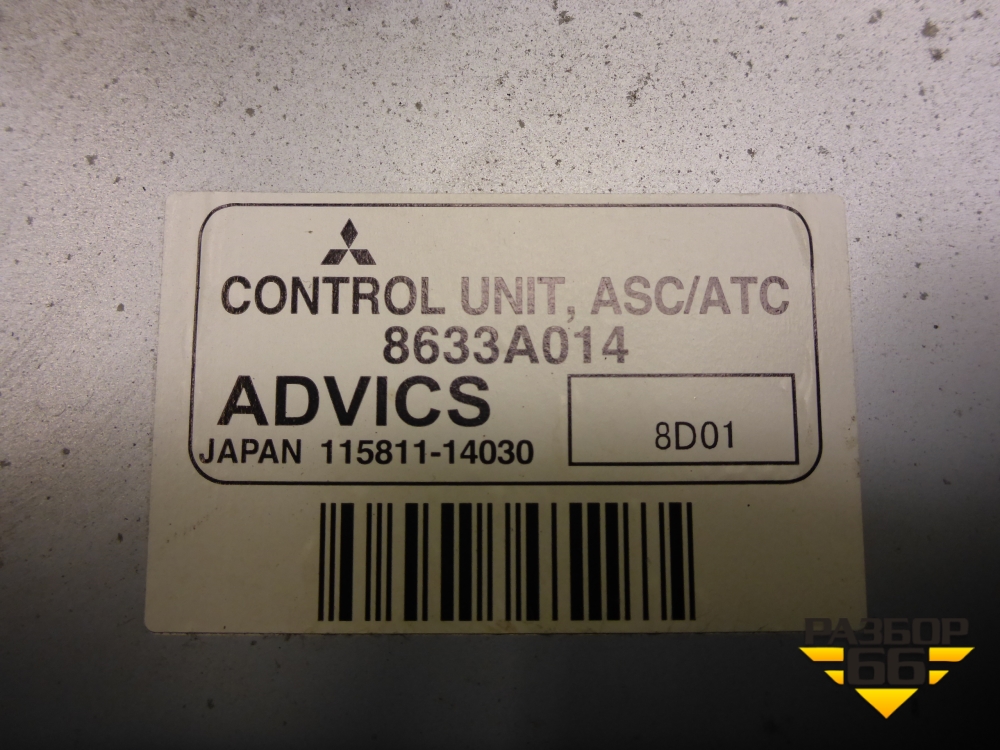 CONTROL UNIT, ASC/ATC
8633A014
ADVICS
8D01
JAPAN 115811-14030
РАЗБОР
66